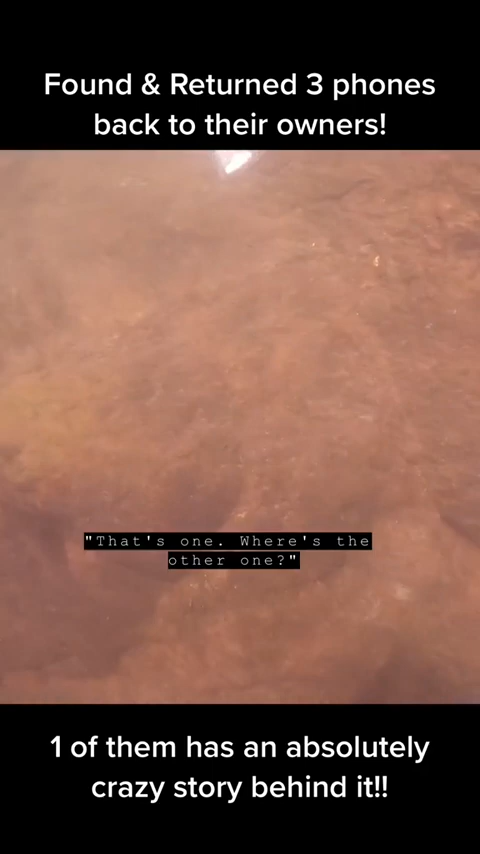 Found & Returned 3 phones
back to their owners!
"That's one. Where's the
other one?"
1 of them has an absolutely
crazy story behind it!!